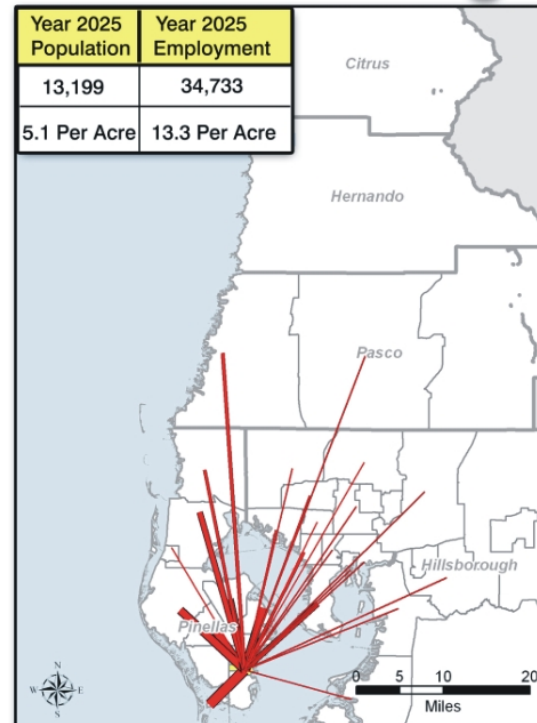 Year 2025 Population
Year 2025 Employment
13,199
34,733
5.1 Per Acre
13.3 Per Acre
Citrus
Hernando
Pasco
Hillsborough
Pinellas
N
W
E
S
0 5 10 20
Miles